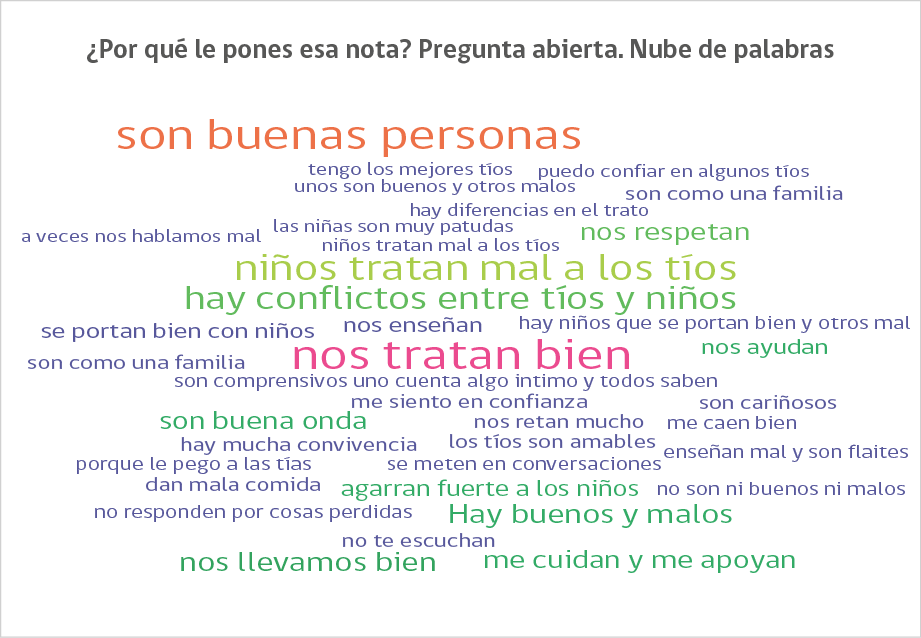 ¿Por qué le pones esa nota? Pregunta abierta. Nube de palabras
son buenas personas
tengo los mejores tíos
puedo confiar en algunos tíos
unos son buenos y otros malos
son como una familia
hay diferencias en el trato
las niñas son muy patudas
nos respetan
a veces nos hablamos mal
niños tratan mal a los tíos
niños tratan mal a los tíos
hay conflictos entre tíos y niños
se portan bien con niños
nos enseñan
hay niños que se portan bien y otros mal
nos tratan bien
nos ayudan
son como una familia
son comprensivos uno cuenta algo intimo y todos saben
me siento en confianza
son cariñosos
son buena onda
nos retan mucho
me caen bien
hay mucha convivencia
los tíos son amables
enseñan mal y son flaites
porque le pego a las tías
se meten en conversaciones
dan mala comida
agarran fuerte a los niños
no son ni buenos ni malos
no responden por cosas perdidas
Hay buenos y malos
no te escuchan
nos llevamos bien
me cuidan y me apoyan